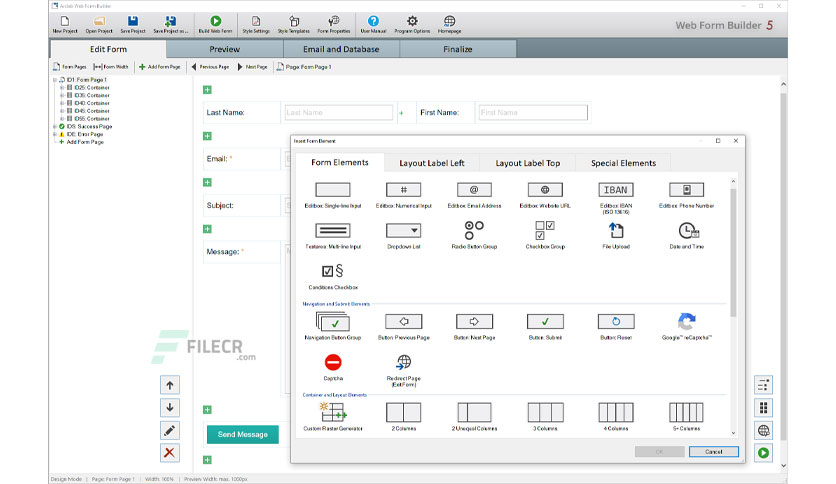 Arclab Web Form Builder
New Project Open Project Save Project Save Project as... Build Web Form Style Settings Style Templates Form Properties User Manual Program Options Homepage
Web Form Builder 5
Edit Form Preview Email and Database Finalize
Form Pages Form Width Add Form Page Previous Page Next Page Page: Form Page 1
ID1: Form Page 1
Container
Container
Container
Container
Container
Success Page
Error Page
Add Form Page
Last Name: Last Name First Name: First Name
Email: *
Subject:
Message: *
Send Message
Insert Form Element
Form Elements Layout Label Left Layout Label Top Special Elements
# @ IBAN
Editbox: Single-line Input Editbox: Numerical Input Editbox: Email Address Editbox: Website URL Editbox: IBAN (ISO 13616) Editbox: Phone Number
Textarea: Multi-line Input Dropdown List Radio Button Group Checkbox Group File Upload Date and Time
§
Conditions Checkbox
Navigation and Submit Elements
Navigation Button Group Button: Previous Page Button: Next Page Button: Submit Button: Reset Google™ reCaptcha™
Captcha Redirect Page (Exit Form)
Container and Layout Elements
Custom Raster Generator 2 Columns 2 Unequal Columns 3 Columns 4 Columns 5+ Columns
OK Cancel
FILECR
.com
Design Mode | Page: Form Page 1 | Width: 100% | Preview Width: max. 1000px